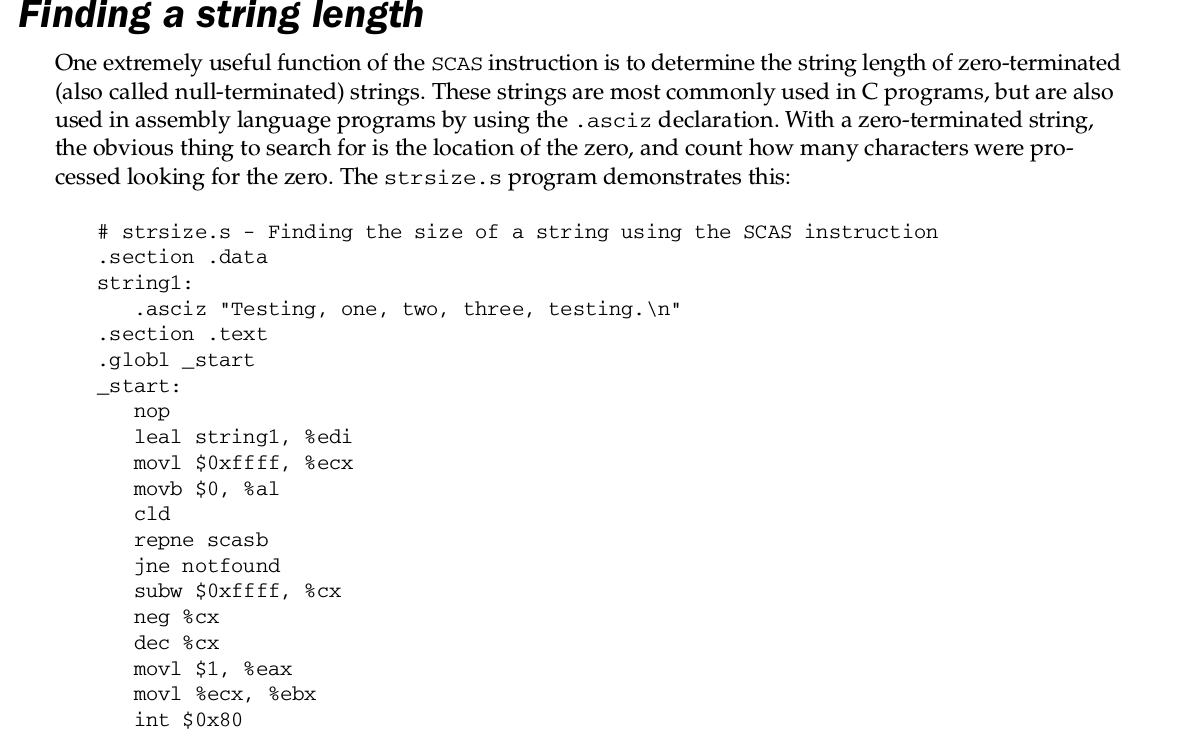 Finding a string length
One extremely useful function of the SCAS instruction is to determine the string length of zero-terminated
(also called null-terminated) strings. These strings are most commonly used in C programs, but are also
used in assembly language programs by using the .asciz declaration. With a zero-terminated string,
the obvious thing to search for is the location of the zero, and count how many characters were pro-
cessed looking for the zero. The strsize.s program demonstrates this:
# strsize.s - Finding the size of a string using the SCAS instruction
.section .data
string1:
   .asciz "Testing, one, two, three, testing.\n"
.section .text
.globl _start
_start:
   nop
   leal string1, %edi
   movl $0xffff, %ecx
   movb $0, %al
   cld
   repne scasb
   jne notfound
   subw $0xffff, %cx
   neg %cx
   dec %cx
   movl $1, %eax
   movl %ecx, %ebx
   int $0x80